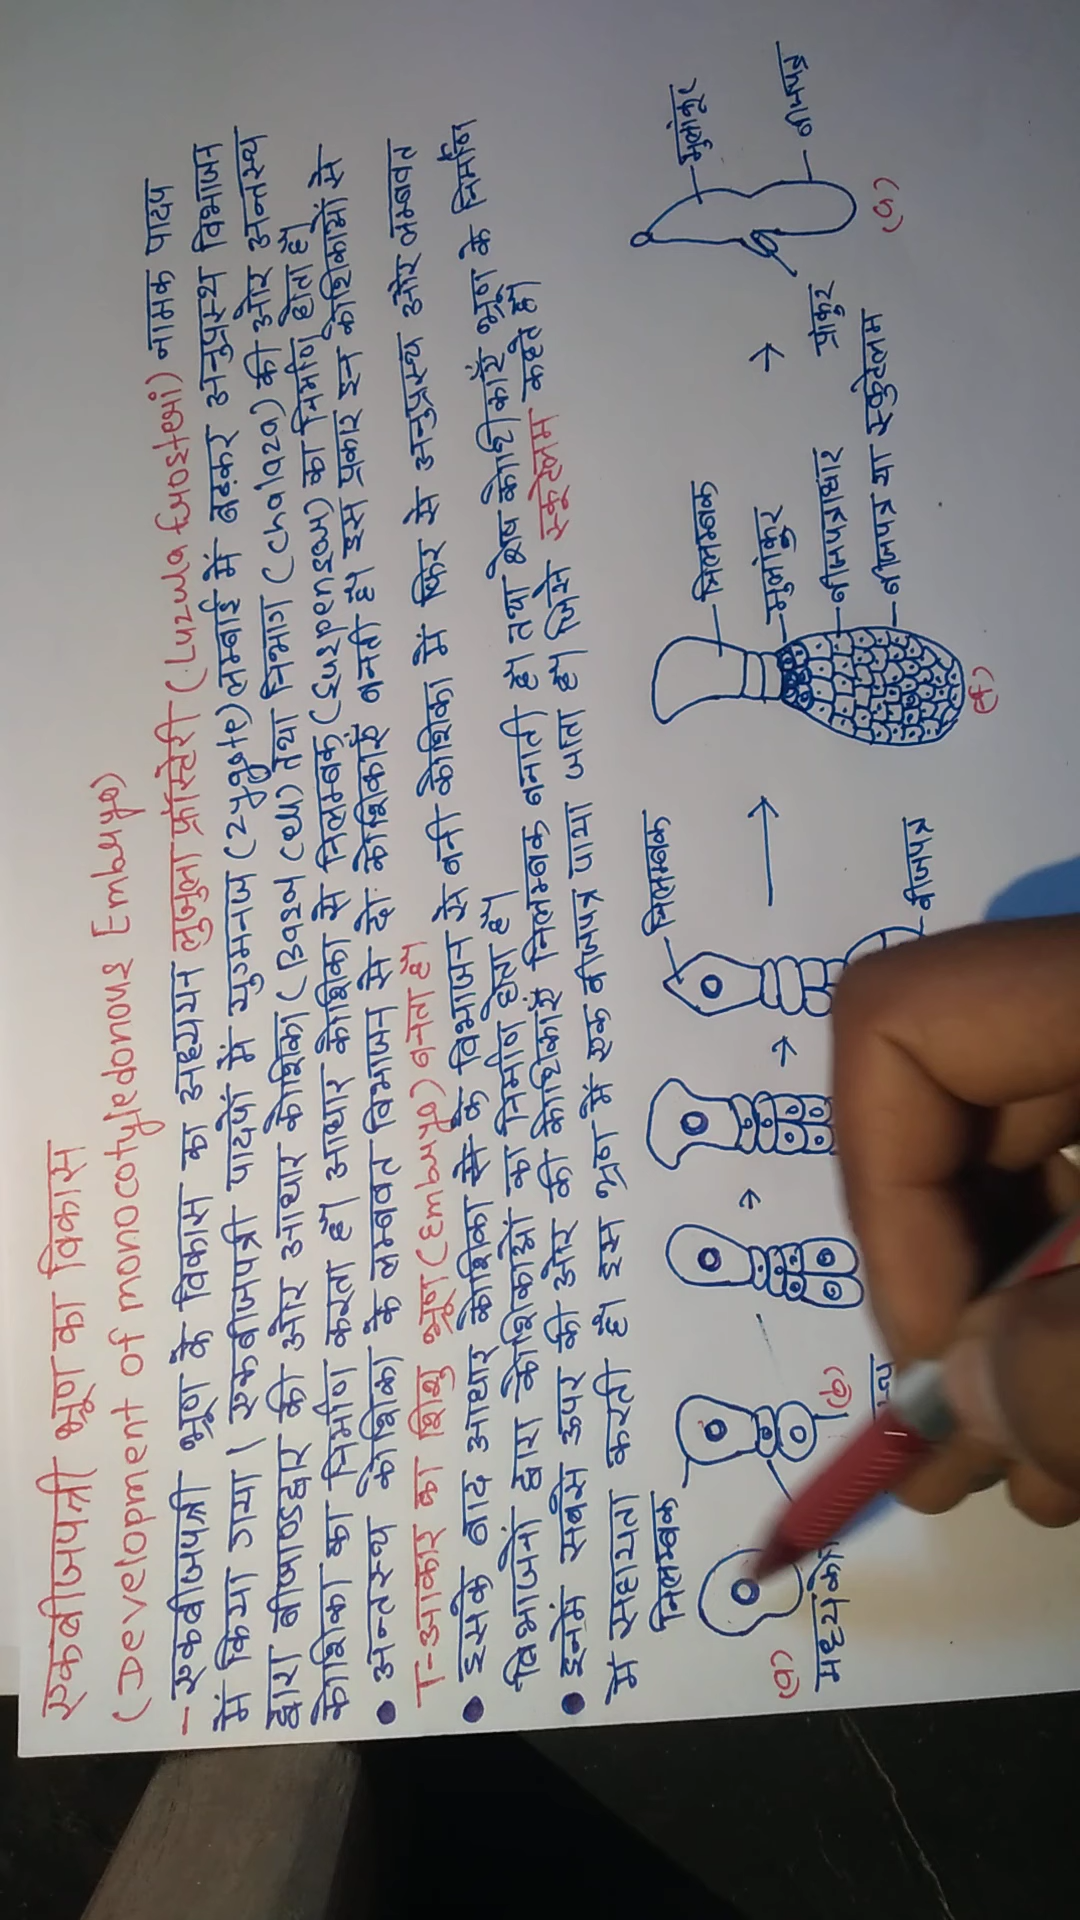 एकबीजपत्री भ्रूण का विकास
(Development of monocotyledonous Embryo)
- एकबीजपत्री भ्रूण के विकास का अध्ययन लुजुला फ्रॉस्टेरी (Luzula frosterii) नामक पादप
में किया गया। एकबीजपत्री पादपों में युग्मनज (Zygote) लम्बाई में बढ़कर अनुप्रस्थ विभाजन
द्वारा बीजाण्डद्वार की ओर आधार कोशिका (Basal Cell) तथा निभाग (Chalaza) की ओर अन्तस्थ
कोशिका का निर्माण करता है। आधार कोशिका से निलम्बक (Suspensor) का निर्माण होता है।
● अन्तस्थ कोशिका के लम्बवत विभाजन से दो कोशिकाऐं बनती है। इस प्रकार इन कोशिकाओं से
T-आकार का शिशु भ्रूण (Embryo) बनता है।
● इसके बाद आधार कोशिका के विभाजन से बनी कोशिका में फिर से अनुप्रस्थ और लम्बवत
विभाजनों द्वारा कोशिकाओं का निर्माण होता है।
● इनमें सबसे ऊपर की ओर की कोशिकाऐं निलम्बक बनाती है। तथा शेष कोशिकाऐं भ्रूण के निर्माण
में सहायता करती है। इस भ्रूण में एक बीजपत्र पाया जाता है। जिसे स्कूटेलम कहते है।
निलम्बक
(a)
मध्य को
(b)
निलम्बक
बीजपत्र
निलम्बक
मुलांकुर
बीजपत्राधार
बीजपत्र या स्कुटेलम
(f)
मुलांकुर
प्रांकुर
बीजपत्र
(g)